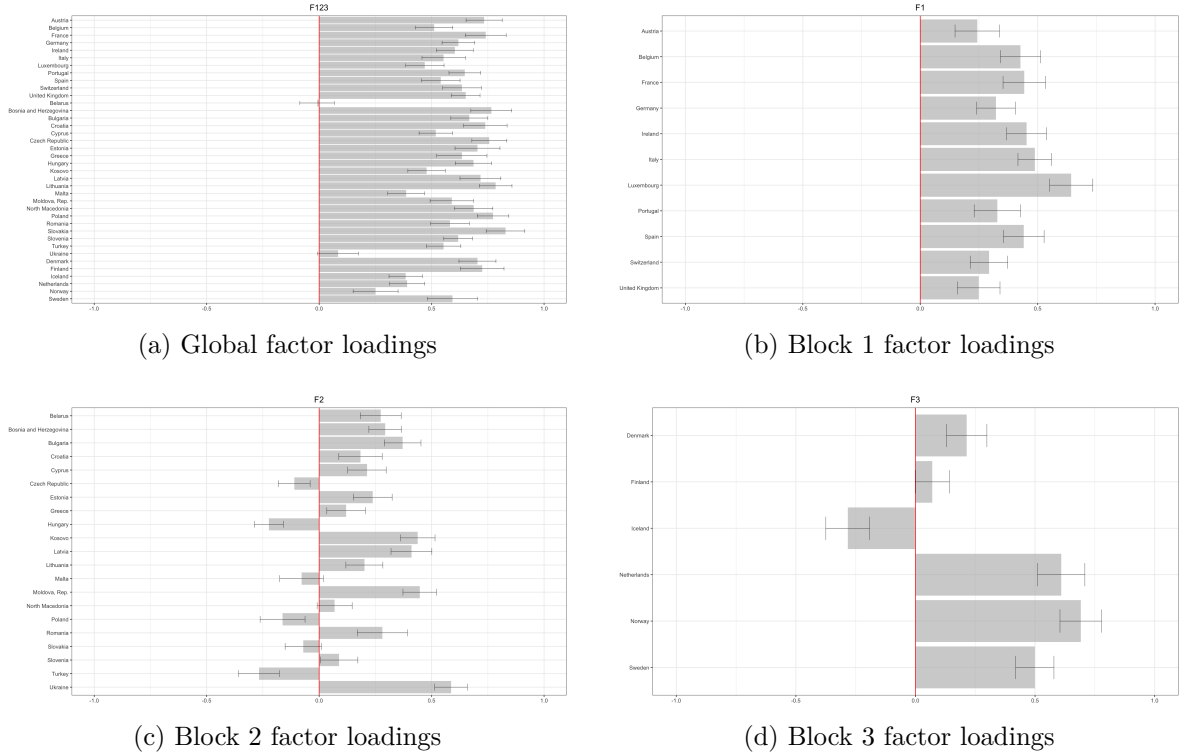 F123
Austria
Belgium
France
Germany
Ireland
Italy
Luxembourg
Portugal
Spain
Switzerland
United Kingdom
Belarus
Bosnia and Herzegovina
Bulgaria
Croatia
Cyprus
Czech Republic
Estonia
Greece
Hungary
Kosovo
Latvia
Lithuania
Malta
Moldova, Rep.
North Macedonia
Poland
Romania
Slovakia
Slovenia
Turkey
Ukraine
Denmark
Finland
Iceland
Netherlands
Norway
Sweden
-1.0 -0.5 0.0 0.5 1.0
(a) Global factor loadings
F1
Austria
Belgium
France
Germany
Ireland
Italy
Luxembourg
Portugal
Spain
Switzerland
United Kingdom
-1.0 -0.5 0.0 0.5 1.0
(b) Block 1 factor loadings
F2
Belarus
Bosnia and Herzegovina
Bulgaria
Croatia
Cyprus
Czech Republic
Estonia
Greece
Hungary
Kosovo
Latvia
Lithuania
Malta
Moldova, Rep.
North Macedonia
Poland
Romania
Slovakia
Slovenia
Turkey
Ukraine
-1.0 -0.5 0.0 0.5 1.0
(c) Block 2 factor loadings
F3
Denmark
Finland
Iceland
Netherlands
Norway
Sweden
-1.0 -0.5 0.0 0.5 1.0
(d) Block 3 factor loadings